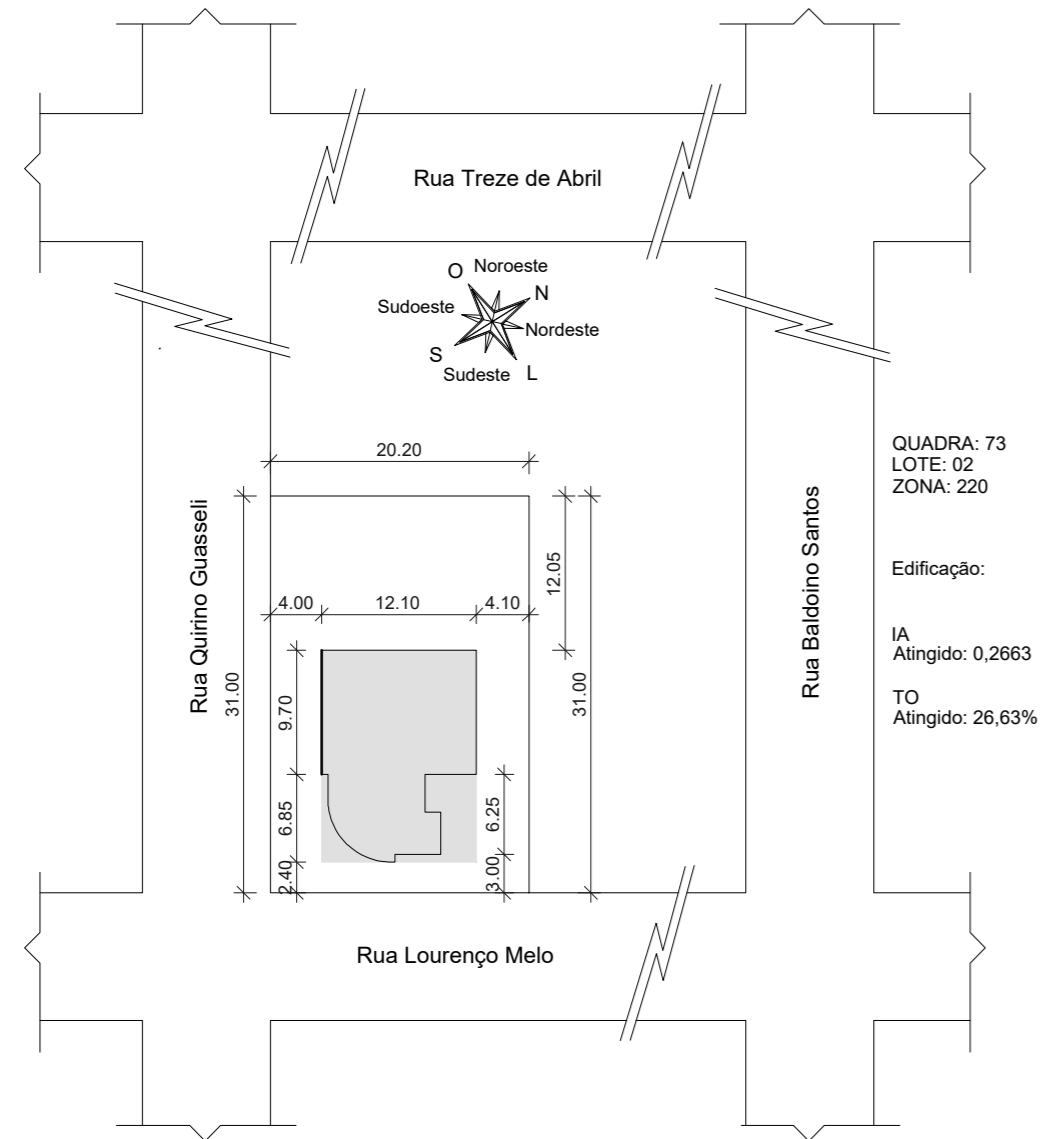 Rua Treze de Abril
O
Noroeste
N
Sudoeste
Nordeste
S
Sudeste
L
QUADRA: 73
LOTE: 02
ZONA: 220
20.20
Rua Quirino Guasseli
Rua Baldoino Santos
12.05
Edificação:
4.00
12.10
4.10
IA
Atingido: 0,2663
31.00
9.70
31.00
TO
Atingido: 26,63%
6.85
6.25
2.40
3.00
Rua Lourenço Melo